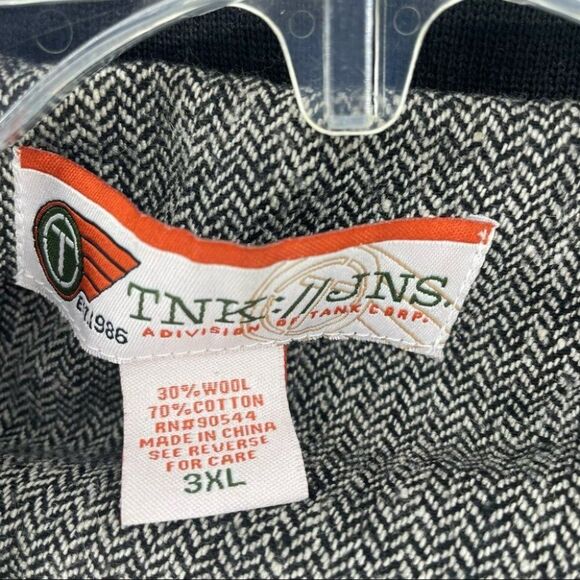 T
EST.1986
TNK:JNS.
A DIVISION OF TANK CORP.
30% WOOL
70% COTTON
RN#90544
MADE IN CHINA
SEE REVERSE
FOR CARE
3XL